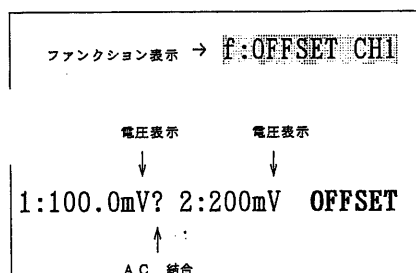 ファンクション表示 → f:OFFSET CH1
電圧表示 電圧表示
↓ ↓
1:100.0mV? 2:200mV OFFSET
↑
AC 結合